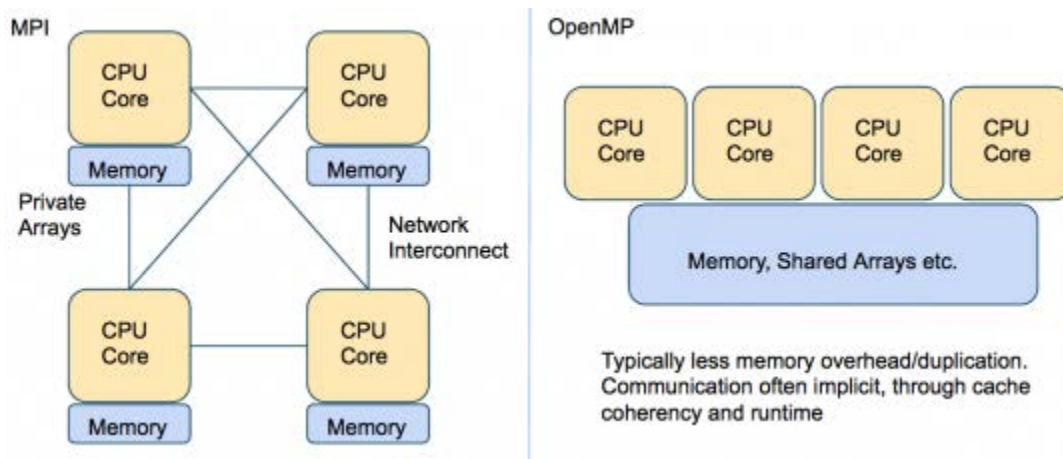 MPI
CPU
Core
Memory
CPU
Core
Memory
Private
Arrays
Network
Interconnect
CPU
Core
Memory
CPU
Core
Memory
OpenMP
CPU
Core
CPU
Core
CPU
Core
CPU
Core
Memory, Shared Arrays etc.
Typically less memory overhead/duplication.
Communication often implicit, through cache
coherency and runtime